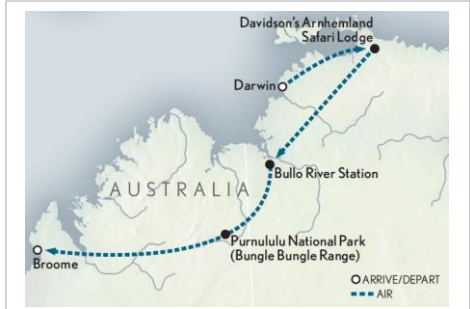 Davidson's Arnhemland
Safari Lodge
Darwin
Bullo River Station
AUSTRALIA
Purnululu National Park
(Bungle Bungle Range)
Broome
ARRIVE/DEPART
AIR